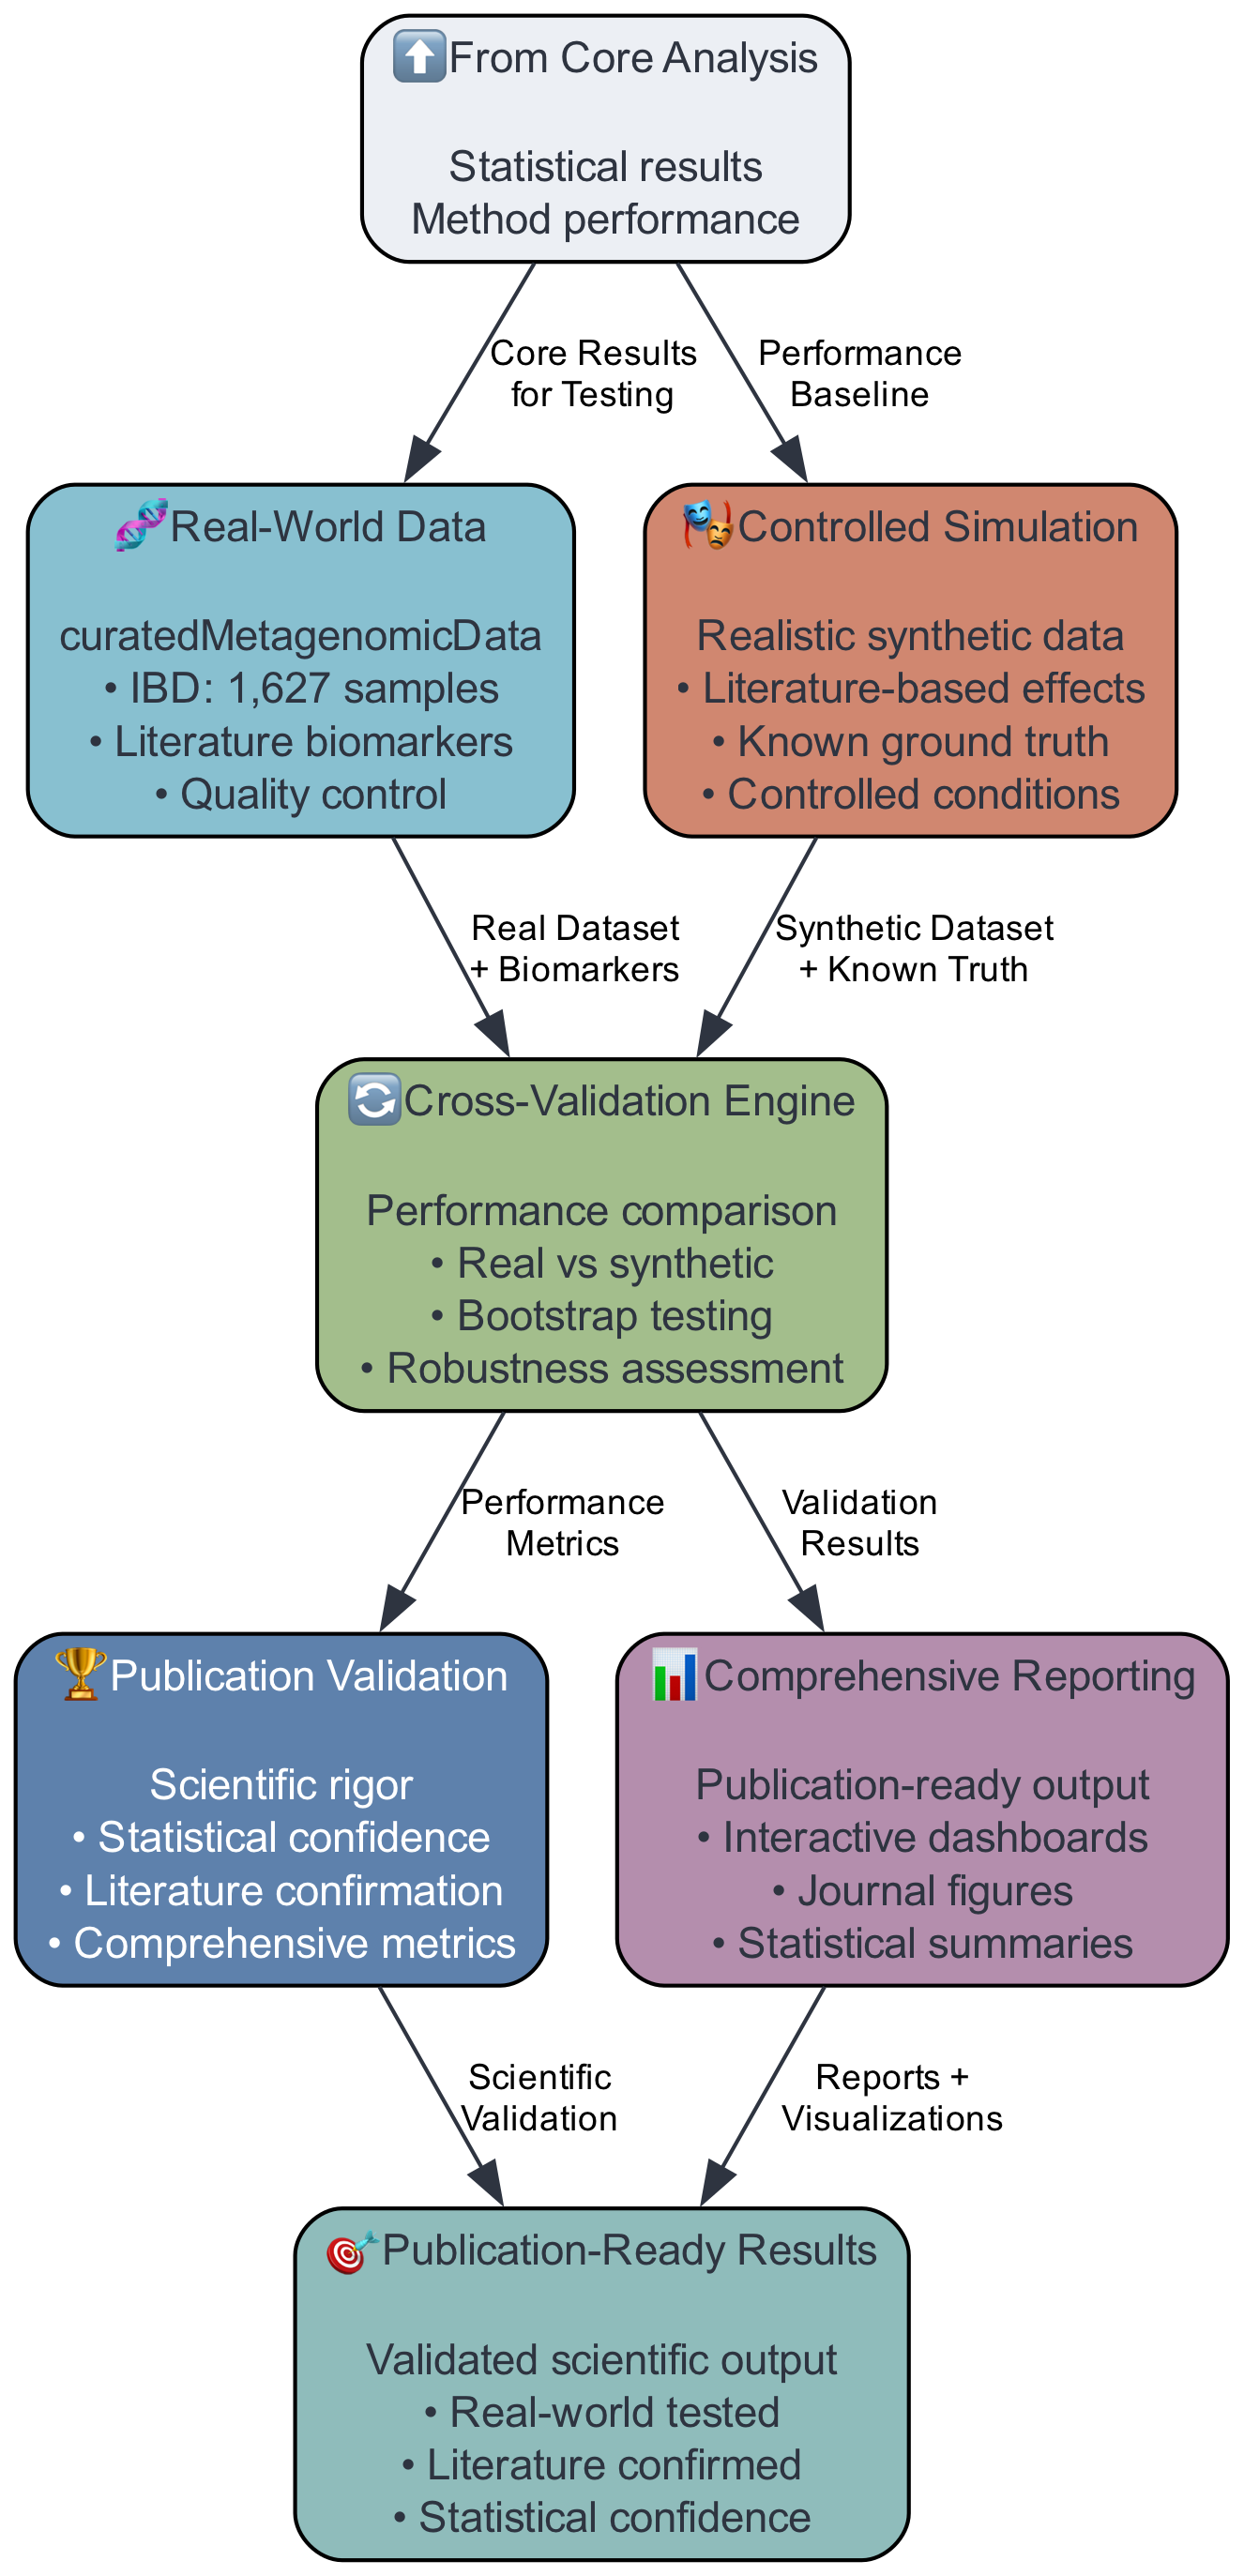 ⬆️From Core Analysis
Statistical results
Method performance
Core Results
for Testing
Performance
Baseline
🧬Real-World Data
curatedMetagenomicData
• IBD: 1,627 samples
• Literature biomarkers
• Quality control
🎭Controlled Simulation
Realistic synthetic data
• Literature-based effects
• Known ground truth
• Controlled conditions
Real Dataset
+ Biomarkers
Synthetic Dataset
+ Known Truth
🔄Cross-Validation Engine
Performance comparison
• Real vs synthetic
• Bootstrap testing
• Robustness assessment
Performance
Metrics
Validation
Results
🏆Publication Validation
Scientific rigor
• Statistical confidence
• Literature confirmation
• Comprehensive metrics
📊Comprehensive Reporting
Publication-ready output
• Interactive dashboards
• Journal figures
• Statistical summaries
Scientific
Validation
Reports +
Visualizations
🎯Publication-Ready Results
Validated scientific output
• Real-world tested
• Literature confirmed
• Statistical confidence